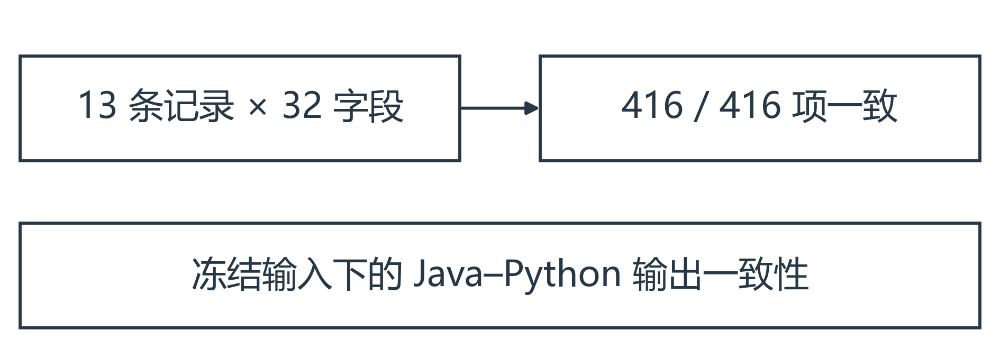 13 条记录 × 32 字段
416 / 416 项一致
冻结输入下的 Java–Python 输出一致性